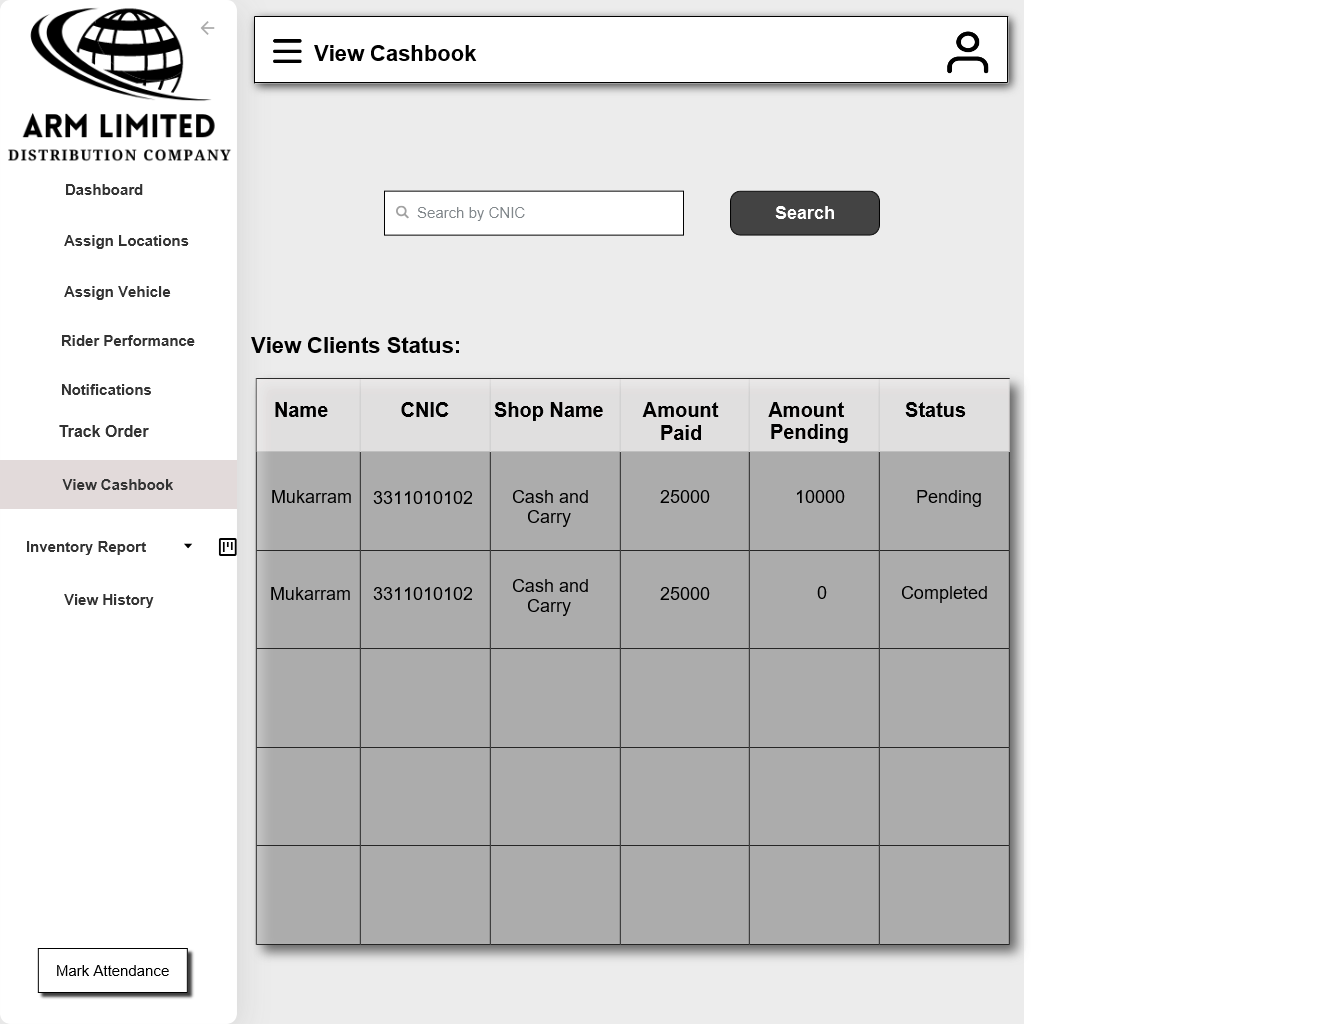 ARM LIMITED
DISTRIBUTION COMPANY
Dashboard
Assign Locations
Assign Vehicle
Rider Performance
Notifications
Track Order
View Cashbook
Inventory Report
View History
Mark Attendance
View Cashbook
Search by CNIC
Search
View Clients Status:
Name CNIC Shop Name Amount Amount Status
Paid Pending
Mukarram 3311010102 Cash and 25000 10000 Pending
Carry
Mukarram 3311010102 Cash and 25000 0 Completed
Carry